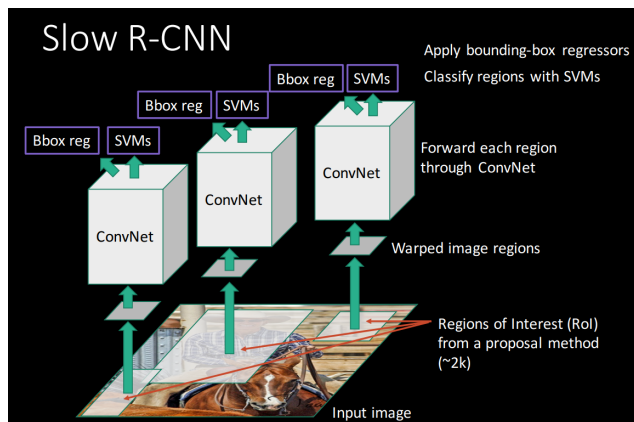 Slow R-CNN
Apply bounding-box regressors
Bbox reg
SVMs
Classify regions with SVMs
Bbox reg
SVMs
Bbox reg
SVMs
Forward each region
through ConvNet
ConvNet
ConvNet
ConvNet
Warped image regions
Regions of Interest (RoI)
from a proposal method
(~2k)
Input image